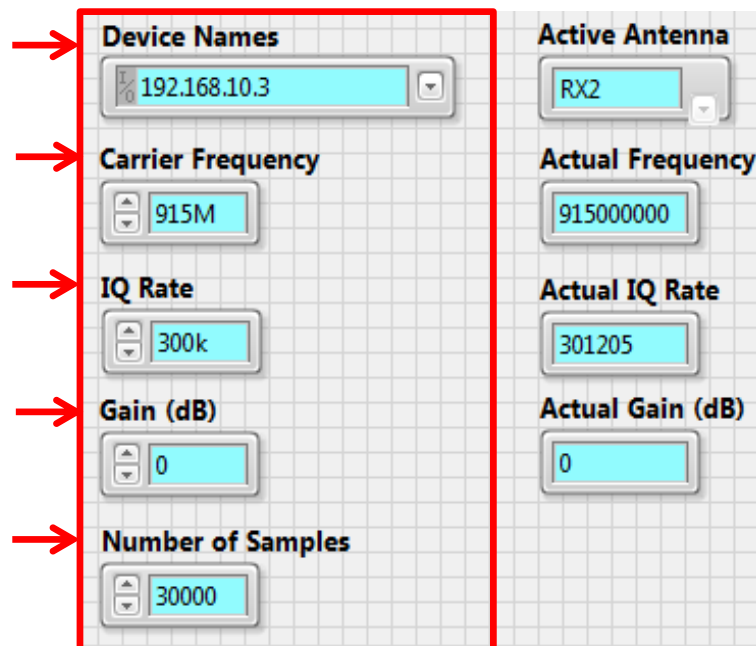 Device Names
192.168.10.3
Carrier Frequency
915M
IQ Rate
300k
Gain (dB)
0
Number of Samples
30000
Active Antenna
RX2
Actual Frequency
915000000
Actual IQ Rate
301205
Actual Gain (dB)
0